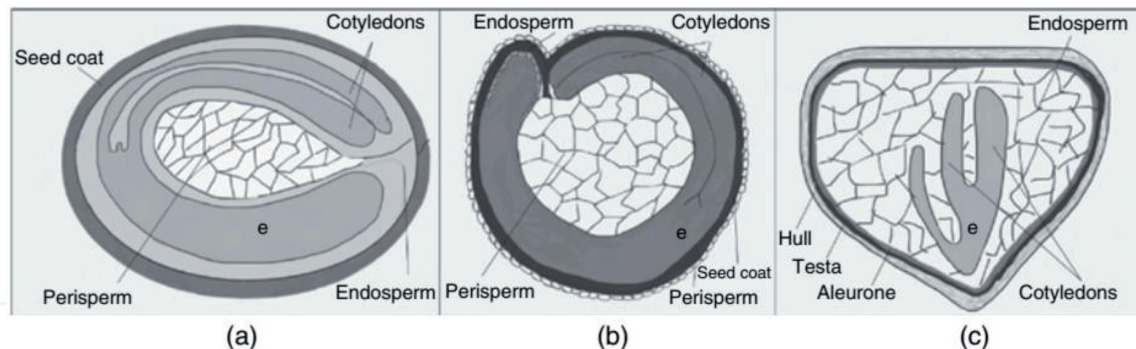 Cotyledons
Seed coat
e
Perisperm
Endosperm
(a)
Endosperm
Cotyledons
e
Seed coat
Perisperm
Perisperm
(b)
Endosperm
e
Hull
Testa
Aleurone
Cotyledons
(c)